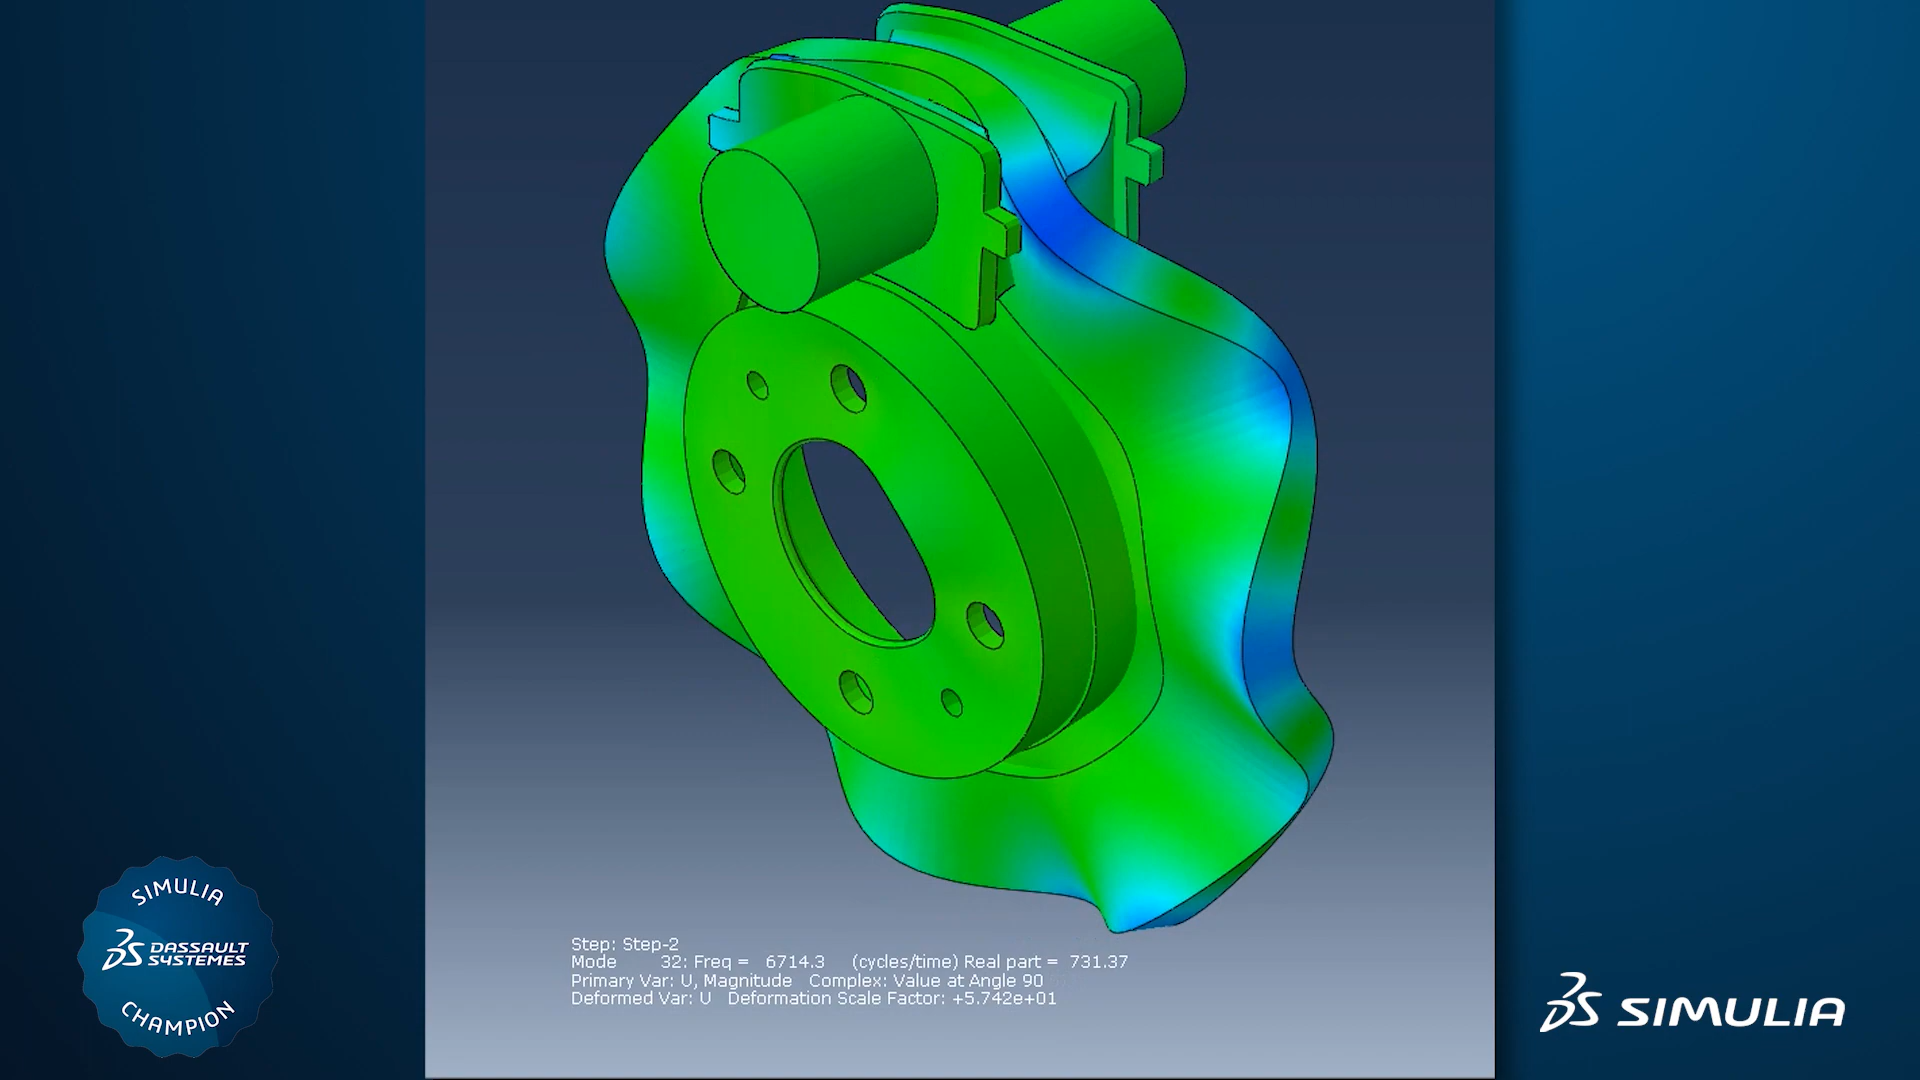 Step: Step-2
Mode 32: Freq = 6714.3 (cycles/time) Real part = 731.37
Primary Var: U, Magnitude Complex: Value at Angle 90
Deformed Var: U Deformation Scale Factor: +5.742e+01
SIMULIA
DASSAULT
SYSTEMES
CHAMPION
SIMULIA